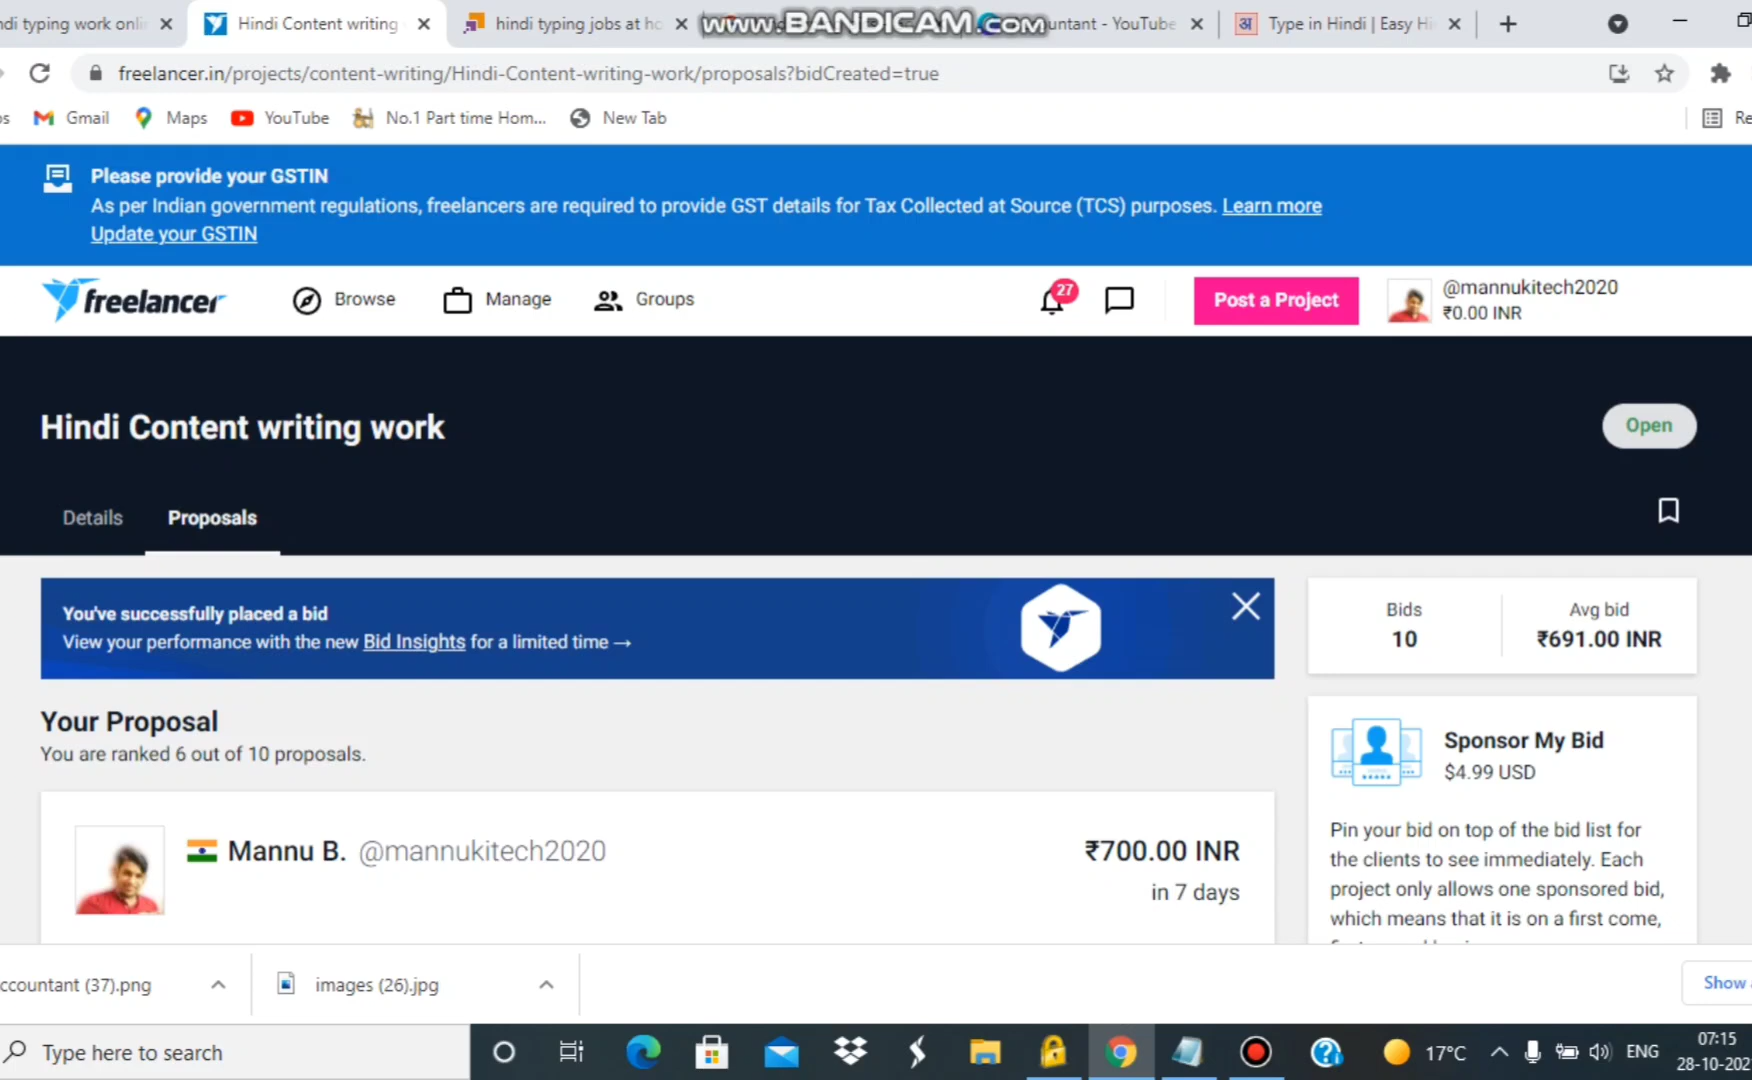 ndi typing work onli
Hindi Content writing
hindi typing jobs at ho
www.BANDICAM.com
untant - YouTube
Type in Hindi | Easy Hi
freelancer.in/projects/content-writing/Hindi-Content-writing-work/proposals?bidCreated=true
Gmail
Maps
YouTube
No.1 Part time Hom...
New Tab
Re
Please provide your GSTIN
As per Indian government regulations, freelancers are required to provide GST details for Tax Collected at Source (TCS) purposes. Learn more
Update your GSTIN
freelancer
Browse
Manage
Groups
27
Post a Project
@mannukitech2020
₹0.00 INR
Hindi Content writing work
Open
Details
Proposals
You've successfully placed a bid
View your performance with the new Bid Insights for a limited time →
Bids
10
Avg bid
₹691.00 INR
Your Proposal
You are ranked 6 out of 10 proposals.
Mannu B. @mannukitech2020
₹700.00 INR
in 7 days
Sponsor My Bid
$4.99 USD
Pin your bid on top of the bid list for
the clients to see immediately. Each
project only allows one sponsored bid,
which means that it is on a first come,
ccountant (37).png
images (26).jpg
Show
Type here to search
17°C
ENG
07:15
28-10-202